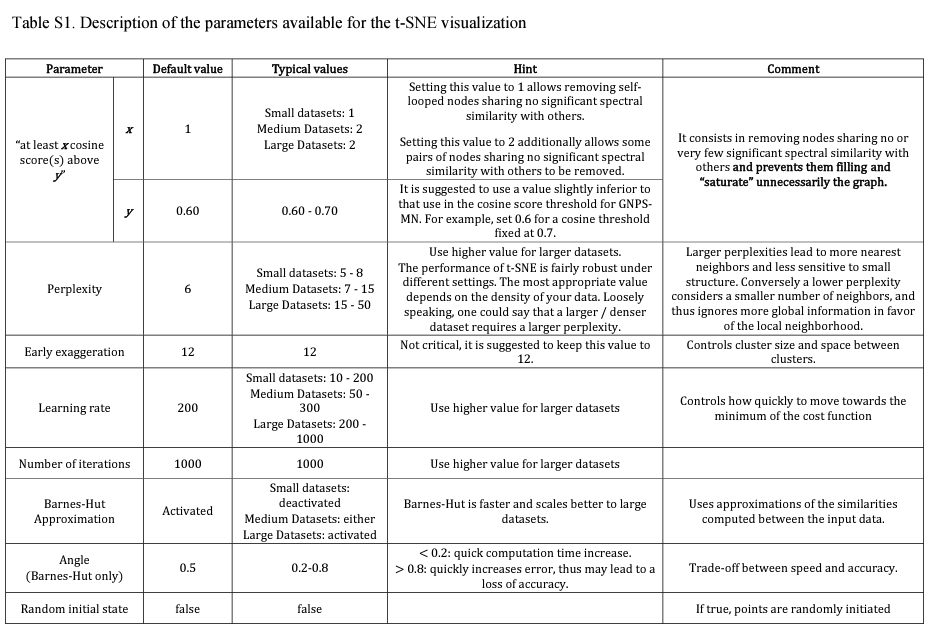 Table S1. Description of the parameters available for the t-SNE visualization
Parameter
Default value
Typical values
Hint
Comment
"at least x cosine
score(s) above
y"
x
1
Small datasets: 1
Medium Datasets: 2
Large Datasets: 2
Setting this value to 1 allows removing self-
looped nodes sharing no significant spectral
similarity with others.
Setting this value to 2 additionally allows some
pairs of nodes sharing no significant spectral
similarity with others to be removed.
It consists in removing nodes sharing no or
very few significant spectral similarity with
others and prevents them filling and
"saturate" unnecessarily the graph.
y
0.60
0.60 - 0.70
It is suggested to use a value slightly inferior to
that use in the cosine score threshold for GNPS-
MN. For example, set 0.6 for a cosine threshold
fixed at 0.7.
Perplexity
6
Small datasets: 5 - 8
Medium Datasets: 7 - 15
Large Datasets: 15 - 50
Use higher value for larger datasets.
The performance of t-SNE is fairly robust under
different settings. The most appropriate value
depends on the density of your data. Loosely
speaking, one could say that a larger / denser
dataset requires a larger perplexity.
Larger perplexities lead to more nearest
neighbors and less sensitive to small
structure. Conversely a lower perplexity
considers a smaller number of neighbors, and
thus ignores more global information in favor
of the local neighborhood.
Early exaggeration
12
12
Not critical, it is suggested to keep this value to
12.
Controls cluster size and space between
clusters.
Learning rate
200
Small datasets: 10 - 200
Medium Datasets: 50 -
300
Large Datasets: 200 -
1000
Use higher value for larger datasets
Controls how quickly to move towards the
minimum of the cost function
Number of iterations
1000
1000
Use higher value for larger datasets
Barnes-Hut
Approximation
Activated
Small datasets:
deactivated
Medium Datasets: either
Large Datasets: activated
Barnes-Hut is faster and scales better to large
datasets.
Uses approximations of the similarities
computed between the input data.
Angle
(Barnes-Hut only)
0.5
0.2-0.8
< 0.2: quick computation time increase.
> 0.8: quickly increases error, thus may lead to a
loss of accuracy.
Trade-off between speed and accuracy.
Random initial state
false
false
If true, points are randomly initiated